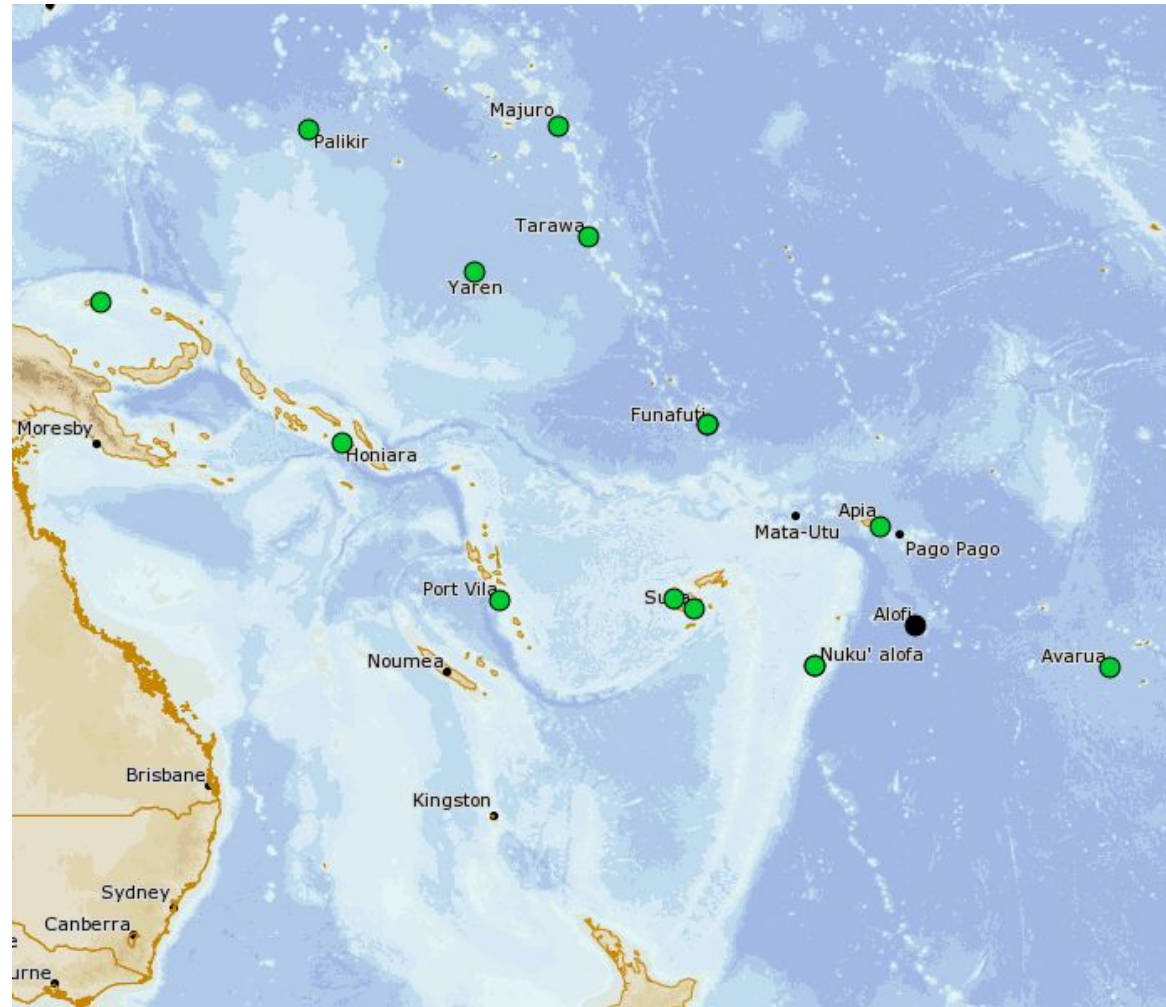 Majuro
Palikir
Tarawa
Yaren
Funafuti
Moresby
Honiara
Apia
Mata-Utu
Pago Pago
Port Vila
Alofi
Nuku' alofa
Avarua
Noumea
Brisbane
Kingston
Sydney
Canberra
e
urne